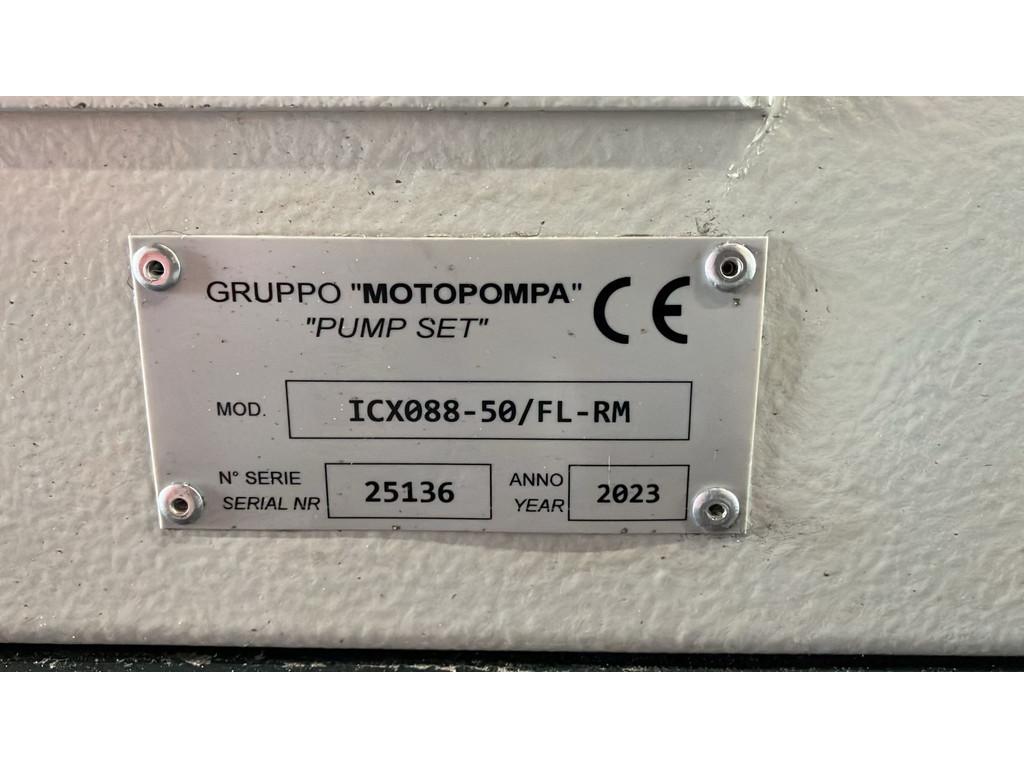 GRUPPO "MOTOPOMPA" CE
"PUMP SET"
MOD. ICX088-50/FL-RM
N° SERIE
SERIAL NR 25136
ANNO
YEAR 2023